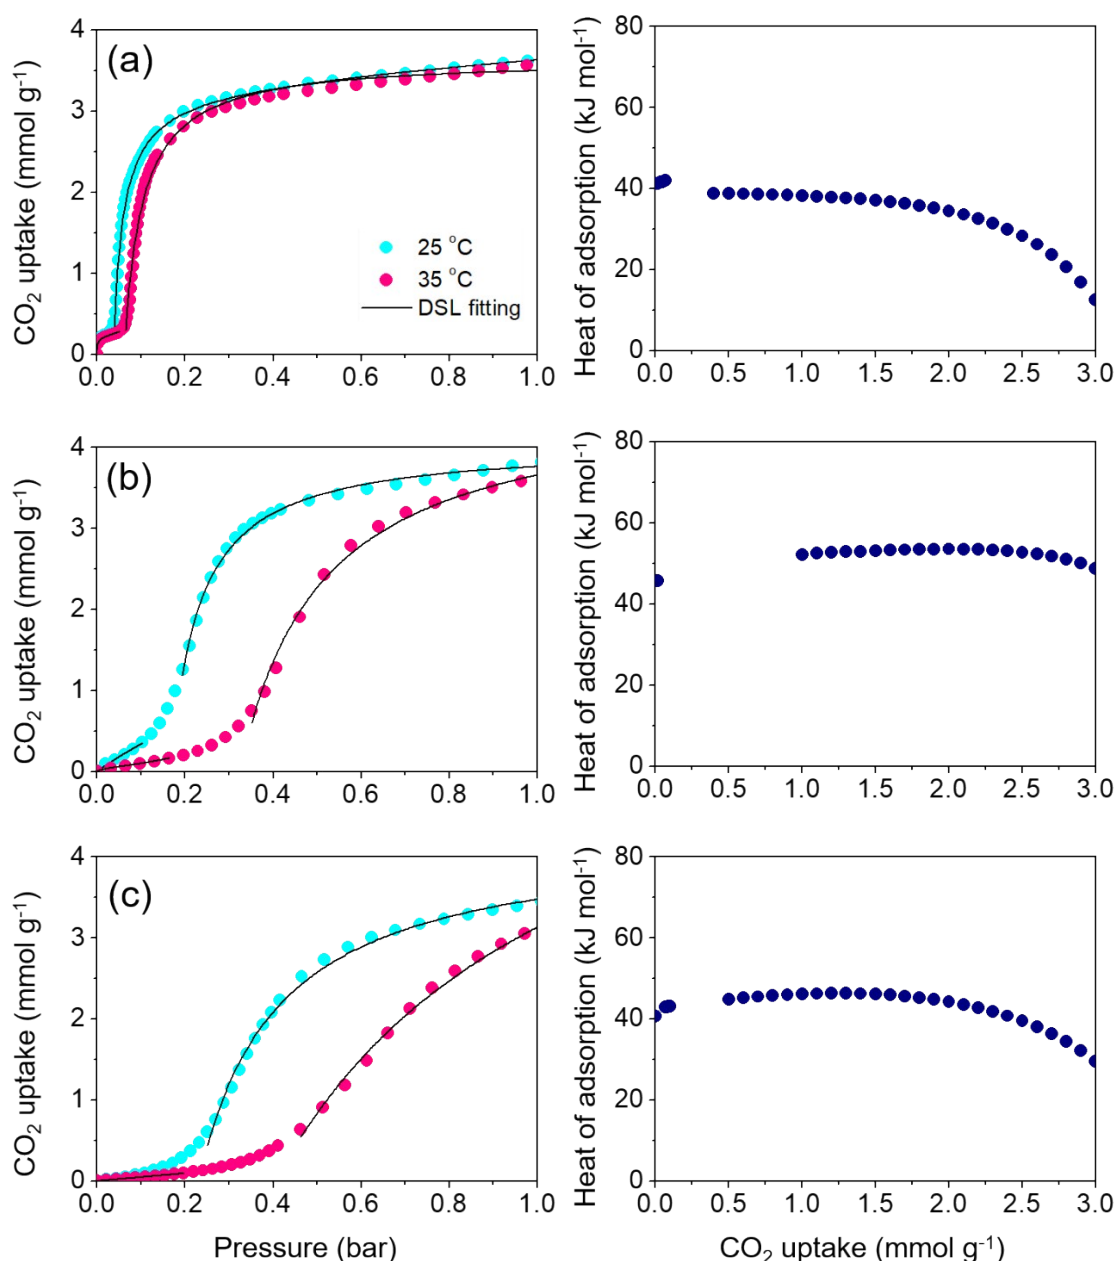 (a)
CO₂ uptake (mmol g⁻¹)
4
3
2
1
0
25 °C
35 °C
DSL fitting
0.0 0.2 0.4 0.6 0.8 1.0
Heat of adsorption (kJ mol⁻¹)
80
60
40
20
0
0.0 0.5 1.0 1.5 2.0 2.5 3.0
(b)
CO₂ uptake (mmol g⁻¹)
4
3
2
1
0
0.0 0.2 0.4 0.6 0.8 1.0
Heat of adsorption (kJ mol⁻¹)
80
60
40
20
0
0.0 0.5 1.0 1.5 2.0 2.5 3.0
(c)
CO₂ uptake (mmol g⁻¹)
4
3
2
1
0
0.0 0.2 0.4 0.6 0.8 1.0
Pressure (bar)
Heat of adsorption (kJ mol⁻¹)
80
60
40
20
0
0.0 0.5 1.0 1.5 2.0 2.5 3.0
CO₂ uptake (mmol g⁻¹)